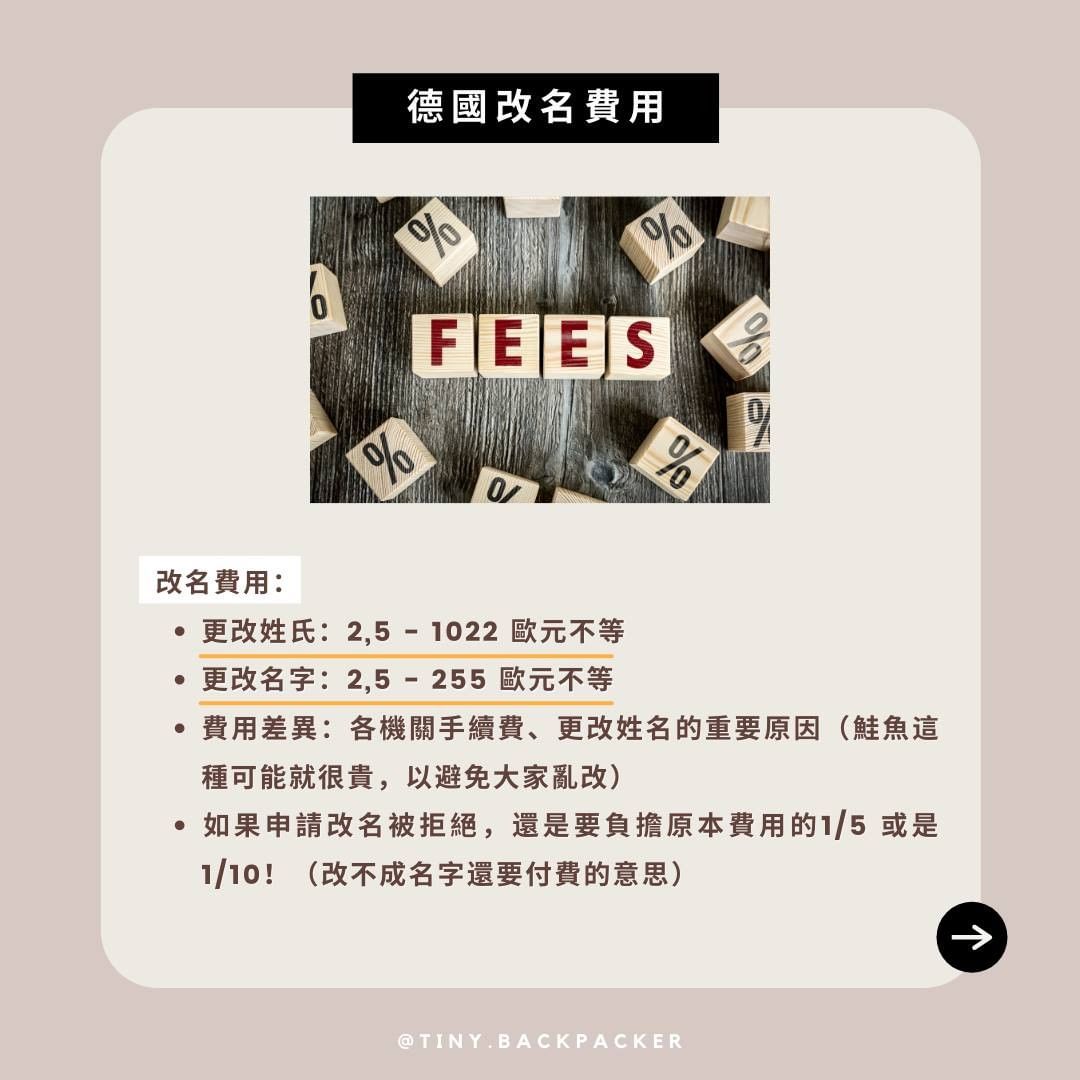 德國改名費用
%
%
%
%
FEES
%
%
%
%
%
改名費用：
• 更改姓氏：2,5 - 1022 歐元不等
• 更改名字：2,5 - 255 歐元不等
• 費用差異：各機關手續費、更改姓名的重要原因（鮭魚這
種可能就很貴，以避免大家亂改）
• 如果申請改名被拒絕，還是要負擔原本費用的1/5 或是
1/10！（改不成名字還要付費的意思）
@TINY.BACKPACKER